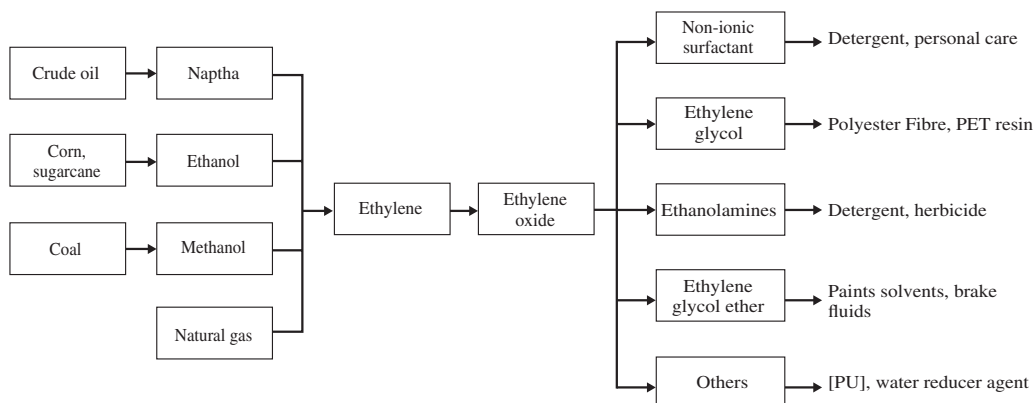 Crude oil
Naptha
Corn,
sugarcane
Ethanol
Coal
Methanol
Natural gas
Ethylene
Ethylene
oxide
Non-ionic
surfactant
Detergent, personal care
Ethylene
glycol
Polyester Fibre, PET resin
Ethanolamines
Detergent, herbicide
Ethylene
glycol ether
Paints solvents, brake
fluids
Others
[PU], water reducer agent